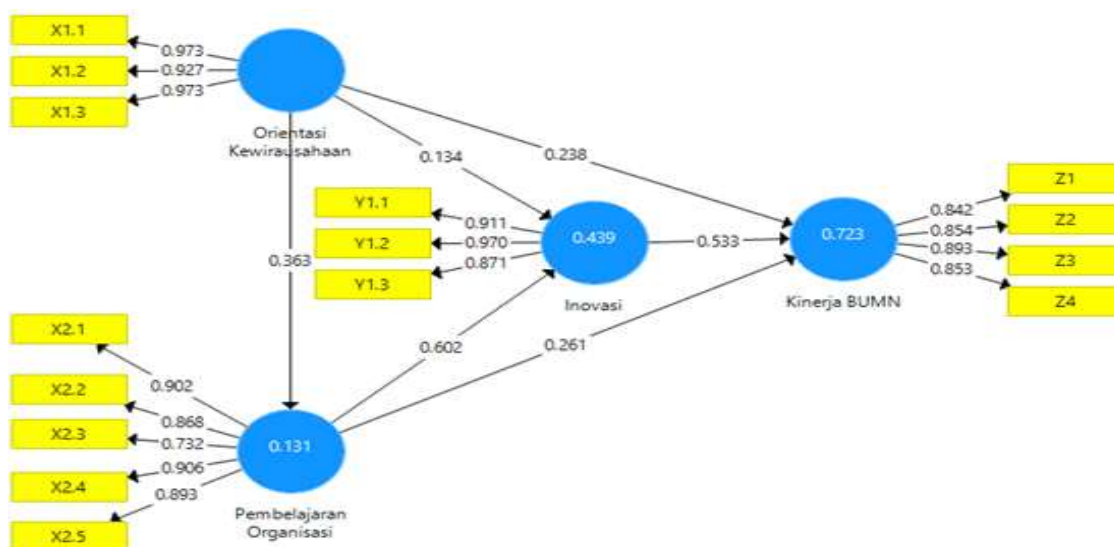 X1.1
X1.2
X1.3
0.973
0.927
0.973
Orientasi
Kewirausahaan
0.134
0.238
0.363
Y1.1
Y1.2
Y1.3
0.911
0.970
0.871
0.439
Inovasi
0.533
0.723
Kinerja BUMN
0.842
0.854
0.893
0.853
Z1
Z2
Z3
Z4
0.602
0.261
X2.1
X2.2
X2.3
X2.4
X2.5
0.902
0.868
0.732
0.906
0.893
0.131
Pembelajaran
Organisasi